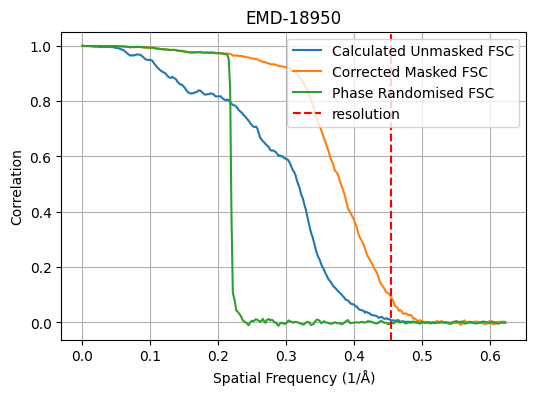 EMD-18950
Calculated Unmasked FSC
Corrected Masked FSC
Phase Randomised FSC
resolution
Correlation
1.0
0.8
0.6
0.4
0.2
0.0
0.0 0.1 0.2 0.3 0.4 0.5 0.6
Spatial Frequency (1/Å)